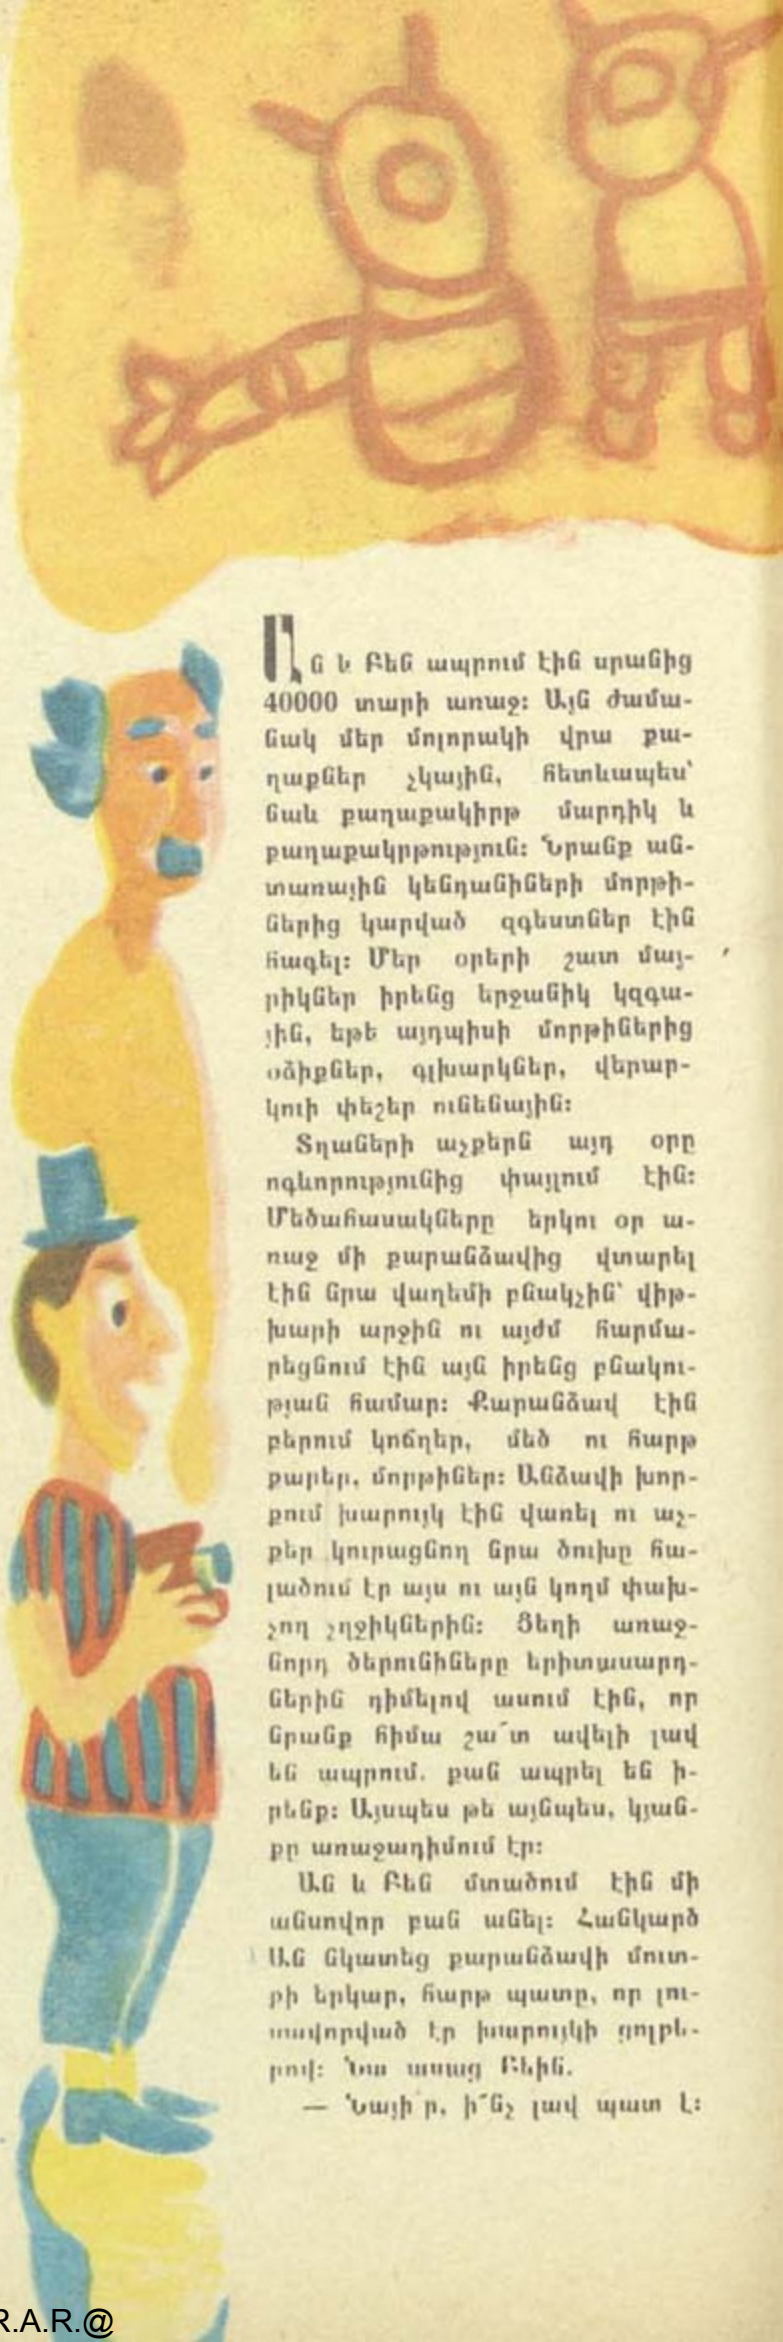 Ան և Բեն ապրում էին սրանից
40000 տարի առաջ: Այն ժամա-
նակ մեր մոլորակի վրա քա-
ղաքներ չկային, հետևապես՝
նաև քաղաքակիրթ մարդիկ և
քաղաքակրթություն: Նրանք ան-
տառային կենդանիների մորթի-
ներից կարված զգեստներ էին
հագել: Մեր օրերի շատ մայ-
րիկներ իրենց երջանիկ կզգա-
յին, եթե այդպիսի մորթիներից
օձիքներ, գլխարկներ, վերար-
կուի փեշեր ունենային:
Տղաների աչքերն այդ օրը
ոգևորությունից փայլում էին:
Մեծահասակները երկու օր ա-
ռաջ մի քարանձավից վտարել
էին նրա վաղեմի բնակչին՝ վիթ-
խարի արջին ու այժմ հարմա-
րեցնում էին այն իրենց բնակու-
թյան համար: Քարանձավ էին
բերում կոճղեր, մեծ ու հարթ
քարեր, մորթիներ: Անձավի խոր-
քում խարույկ էին վառել ու աչ-
քեր կուրացնող նրա ծուխը հա-
լածում էր այս ու այն կողմ փախ-
չող չղջիկներին: Ցեղի առաջ-
նորդ ծերունիները երիտասարդ-
ներին դիմելով ասում էին, որ
նրանք հիմա շա՜տ ավելի լավ
են ապրում. քան ապրել են ի-
րենք: Այսպես թե այնպես, կյան-
քը առաջադիմում էր:
Ան և Բեն մտածում էին մի
անսովոր բան անել: Հանկարծ
Ան նկատեց քարանձավի մուտ-
քի երկար, հարթ պատը, որ լու-
սավորված էր խարույկի ցոլքե-
րով: Նա ասաց Բեին.
— Նայի՛ր, ի՜նչ լավ պատ է:
R.A.R.@